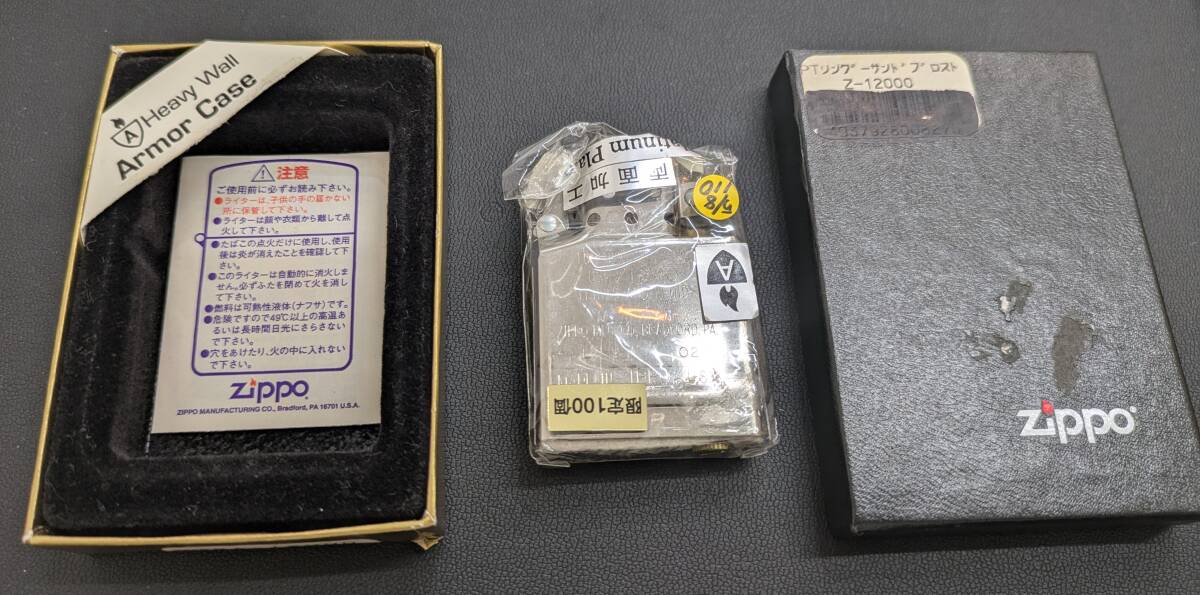 Heavy Wall
Armor Case
A
注意
ご使用前に必ずお読み下さい。
●ライターは、子供の手の届かない
所に保管して下さい。
●ライターは顔や衣類から離して点
火して下さい。
●たばこの点火だけに使用し、使用
後は炎が消えたことを確認して下
さい。
●このライターは自動的に消火しま
せん。必ずふたを閉めて火を消し
て下さい。
●燃料は可熱性液体(ナフサ)です。
●危険ですので49℃以上の高温あ
るいは長時間日光にさらさない
で下さい。
●穴をあけたり、火の中に入れない
で下さい。
zippo
ZIPPO MANUFACTURING CO., Bradford, PA 16701 U.S.A.
両面加工
5/8
110
A
BRADFORD PA.
02
限定100個
PTリングーサンドブロスト
Z-12000
zippo